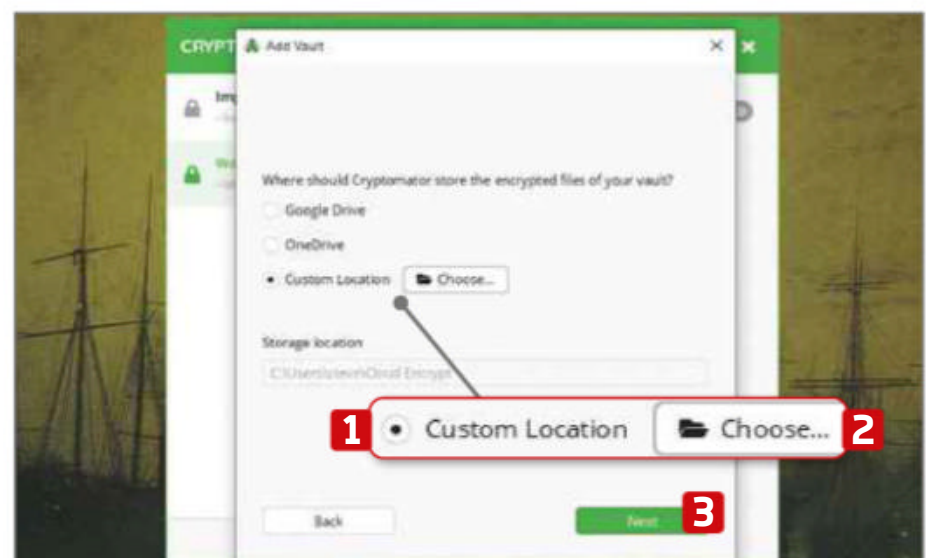 CRYPT
Add Vault
Imp
Where should Cryptomator store the encrypted files of your vault?
Google Drive
OneDrive
Custom Location Choose...
Storage location
1 Custom Location Choose... 2
Back Next 3